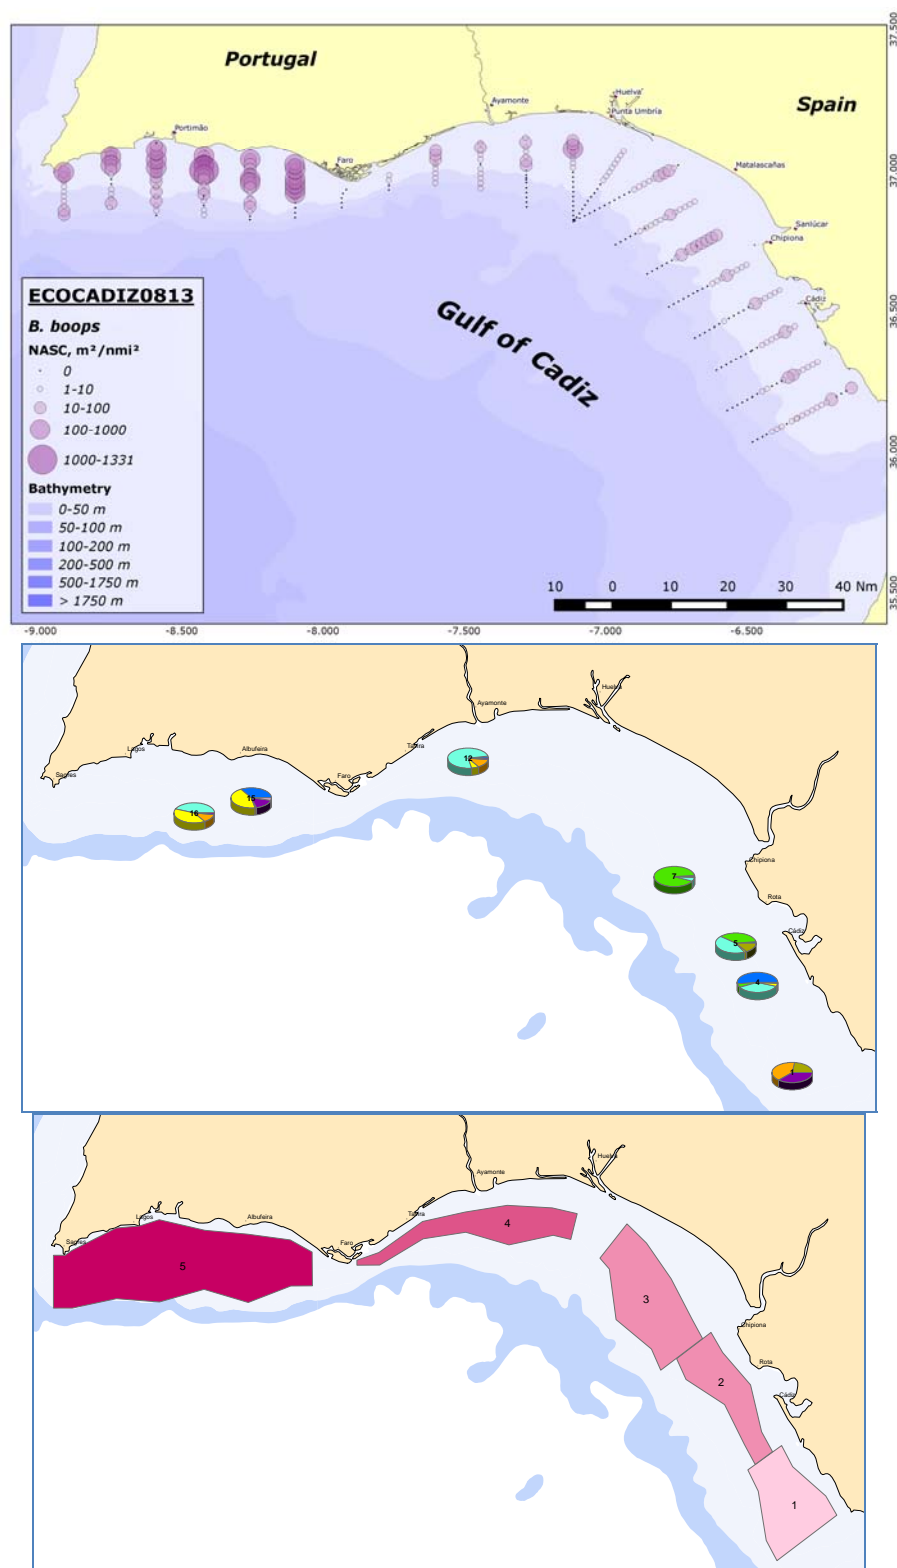 Portugal
Spain
Ayamonte
Huelva
Punta Umbría
Portimão
Faro
Matalascañas
Sanlúcar
Chipiona
Cádiz
Gulf of Cadiz
37.500
37.000
36.500
36.000
35.500
ECOCADIZ0813
B. boops
NASC, m²/nmi²
0
1-10
10-100
100-1000
1000-1331
Bathymetry
0-50 m
50-100 m
100-200 m
200-500 m
500-1750 m
> 1750 m
10 0 10 20 30 40 Nm
-9.000 -8.500 -8.000 -7.500 -7.000 -6.500
Huelva
Ayamonte
Lagos
Albufeira
Tavira
Sagres
Faro
12
15
16
Chipiona
7
Rota
Cádiz
5
4
1
Huelva
Ayamonte
Lagos
Albufeira
Tavira
Sagres
Faro
4
5
3
Chipiona
Rota
2
Cádiz
1